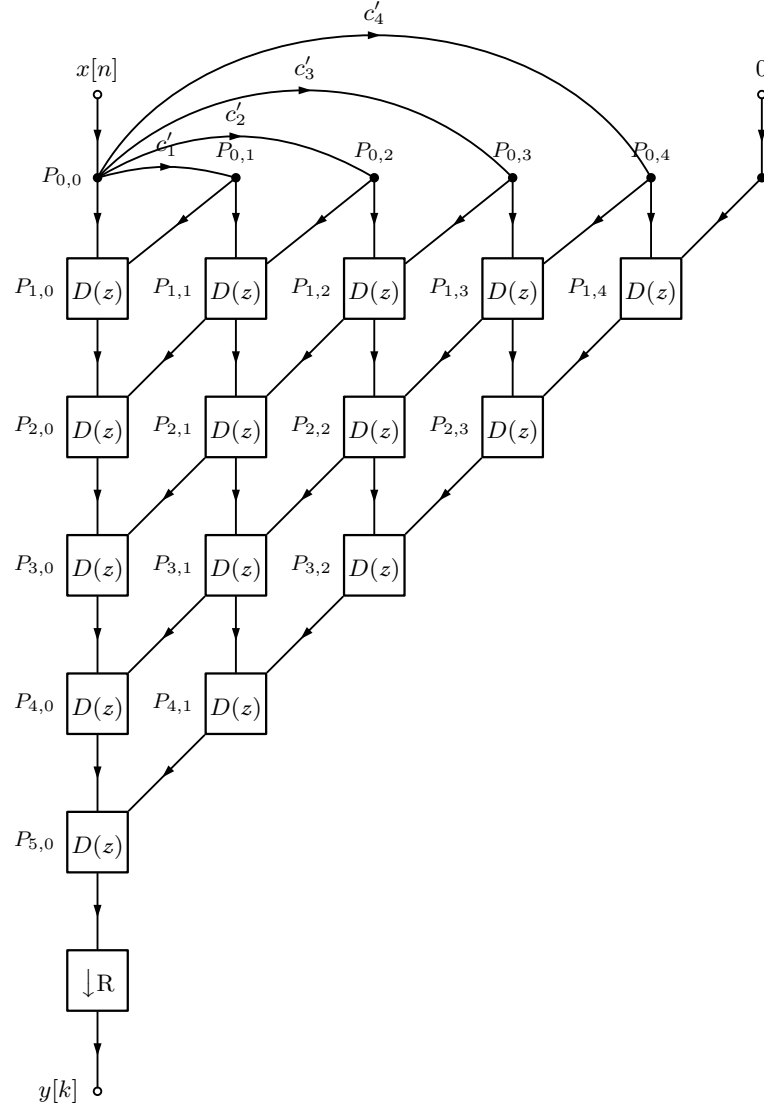 c′4
x[n] c′3 0
c′2
c′1 P0,1 P0,2 P0,3 P0,4
P0,0
P1,0 D(z) P1,1 D(z) P1,2 D(z) P1,3 D(z) P1,4 D(z)
P2,0 D(z) P2,1 D(z) P2,2 D(z) P2,3 D(z)
P3,0 D(z) P3,1 D(z) P3,2 D(z)
P4,0 D(z) P4,1 D(z)
P5,0 D(z)
↓R
y[k]